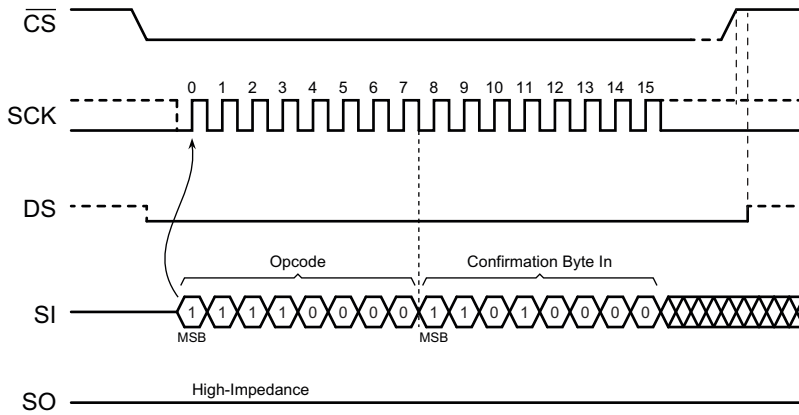 CS
0 1 2 3 4 5 6 7 8 9 10 11 12 13 14 15
SCK
DS
Opcode Confirmation Byte In
SI 1 1 1 1 0 0 0 0 1 1 0 1 0 0 0 0
MSB MSB
High-Impedance
SO